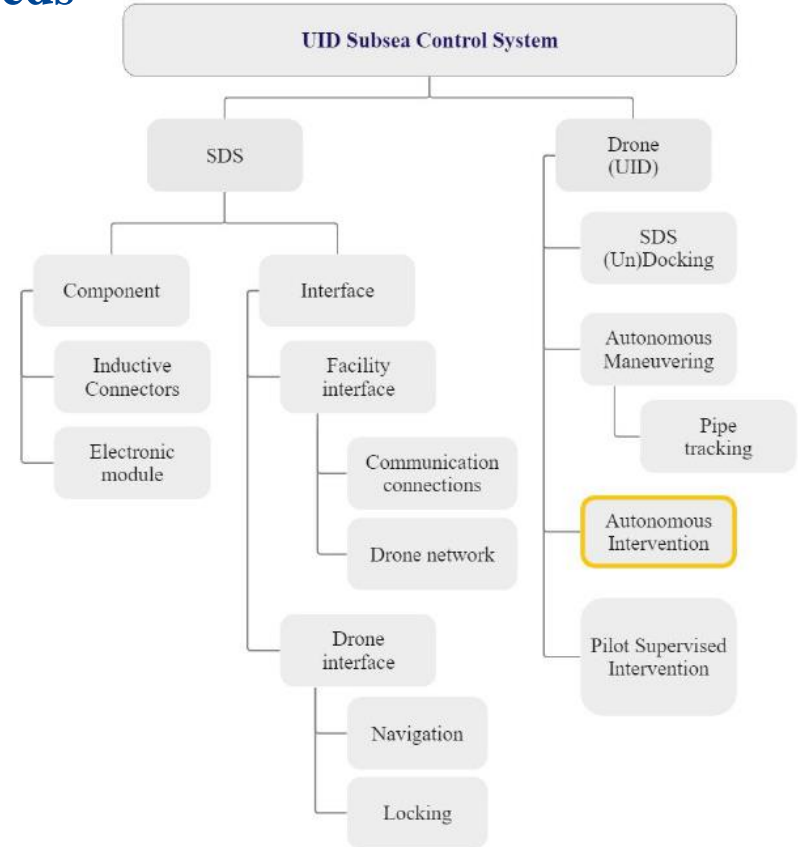 UID Subsea Control System
SDS
Drone
(UID)
Component
Interface
SDS
(Un)Docking
Inductive
Connectors
Facility
interface
Autonomous
Maneuvering
Electronic
module
Pipe
tracking
Communication
connections
Drone network
Autonomous
Intervention
Drone
interface
Pilot Supervised
Intervention
Navigation
Locking